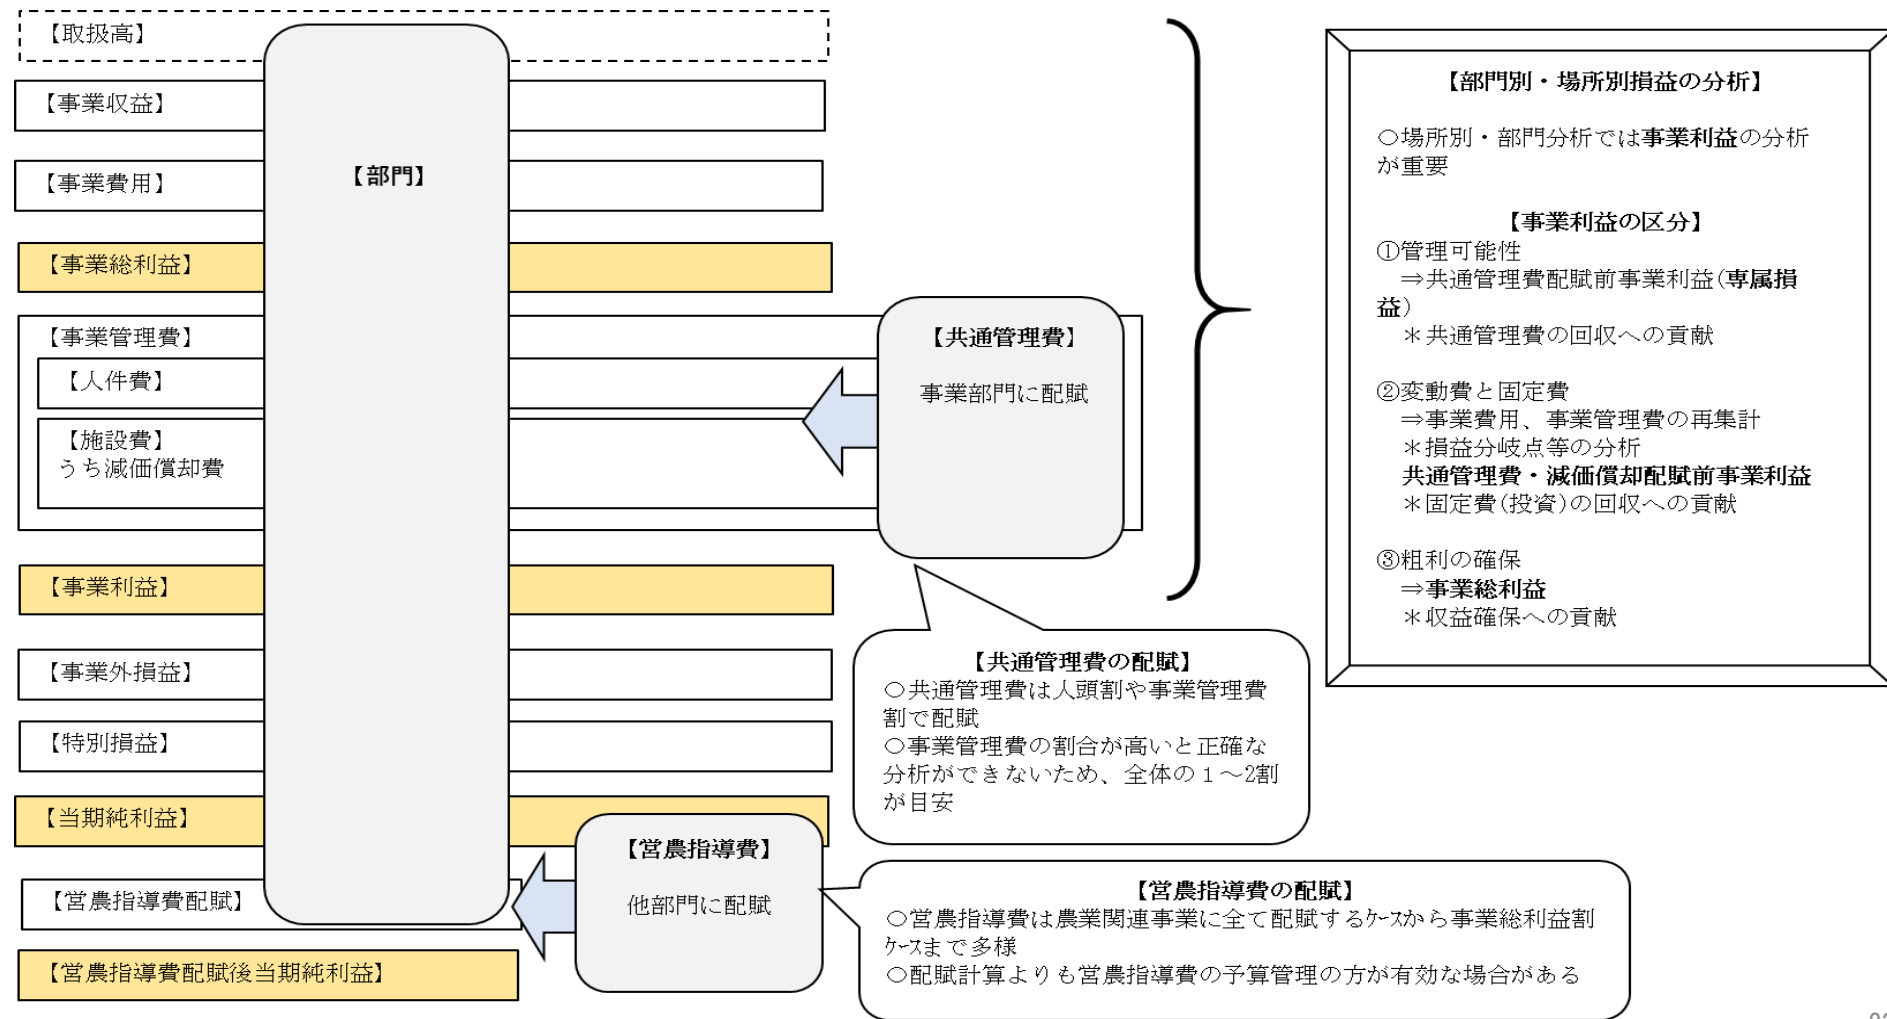 【取扱高】
【事業収益】
【事業費用】
【部門】
【事業総利益】
【事業管理費】
【人件費】
【施設費】
うち減価償却費
【共通管理費】
事業部門に配賦
【事業利益】
【事業外損益】
【特別損益】
【当期純利益】
【営農指導費配賦】
【営農指導費配賦後当期純利益】
【営農指導費】
他部門に配賦
【共通管理費の配賦】
○共通管理費は人頭割や事業管理費
割で配賦
○事業管理費の割合が高いと正確な
分析ができないため、全体の１～2割
が目安
【営農指導費の配賦】
○営農指導費は農業関連事業に全て配賦するｹｰｽから事業総利益割
ｹｰｽまで多様
○配賦計算よりも営農指導費の予算管理の方が有効な場合がある
【部門別・場所別損益の分析】
○場所別・部門分析では事業利益の分析
が重要
【事業利益の区分】
①管理可能性
⇒共通管理費配賦前事業利益(専属損
益)
＊共通管理費の回収への貢献
②変動費と固定費
⇒事業費用、事業管理費の再集計
＊損益分岐点等の分析
共通管理費・減価償却配賦前事業利益
＊固定費(投資)の回収への貢献
③粗利の確保
⇒事業総利益
＊収益確保への貢献